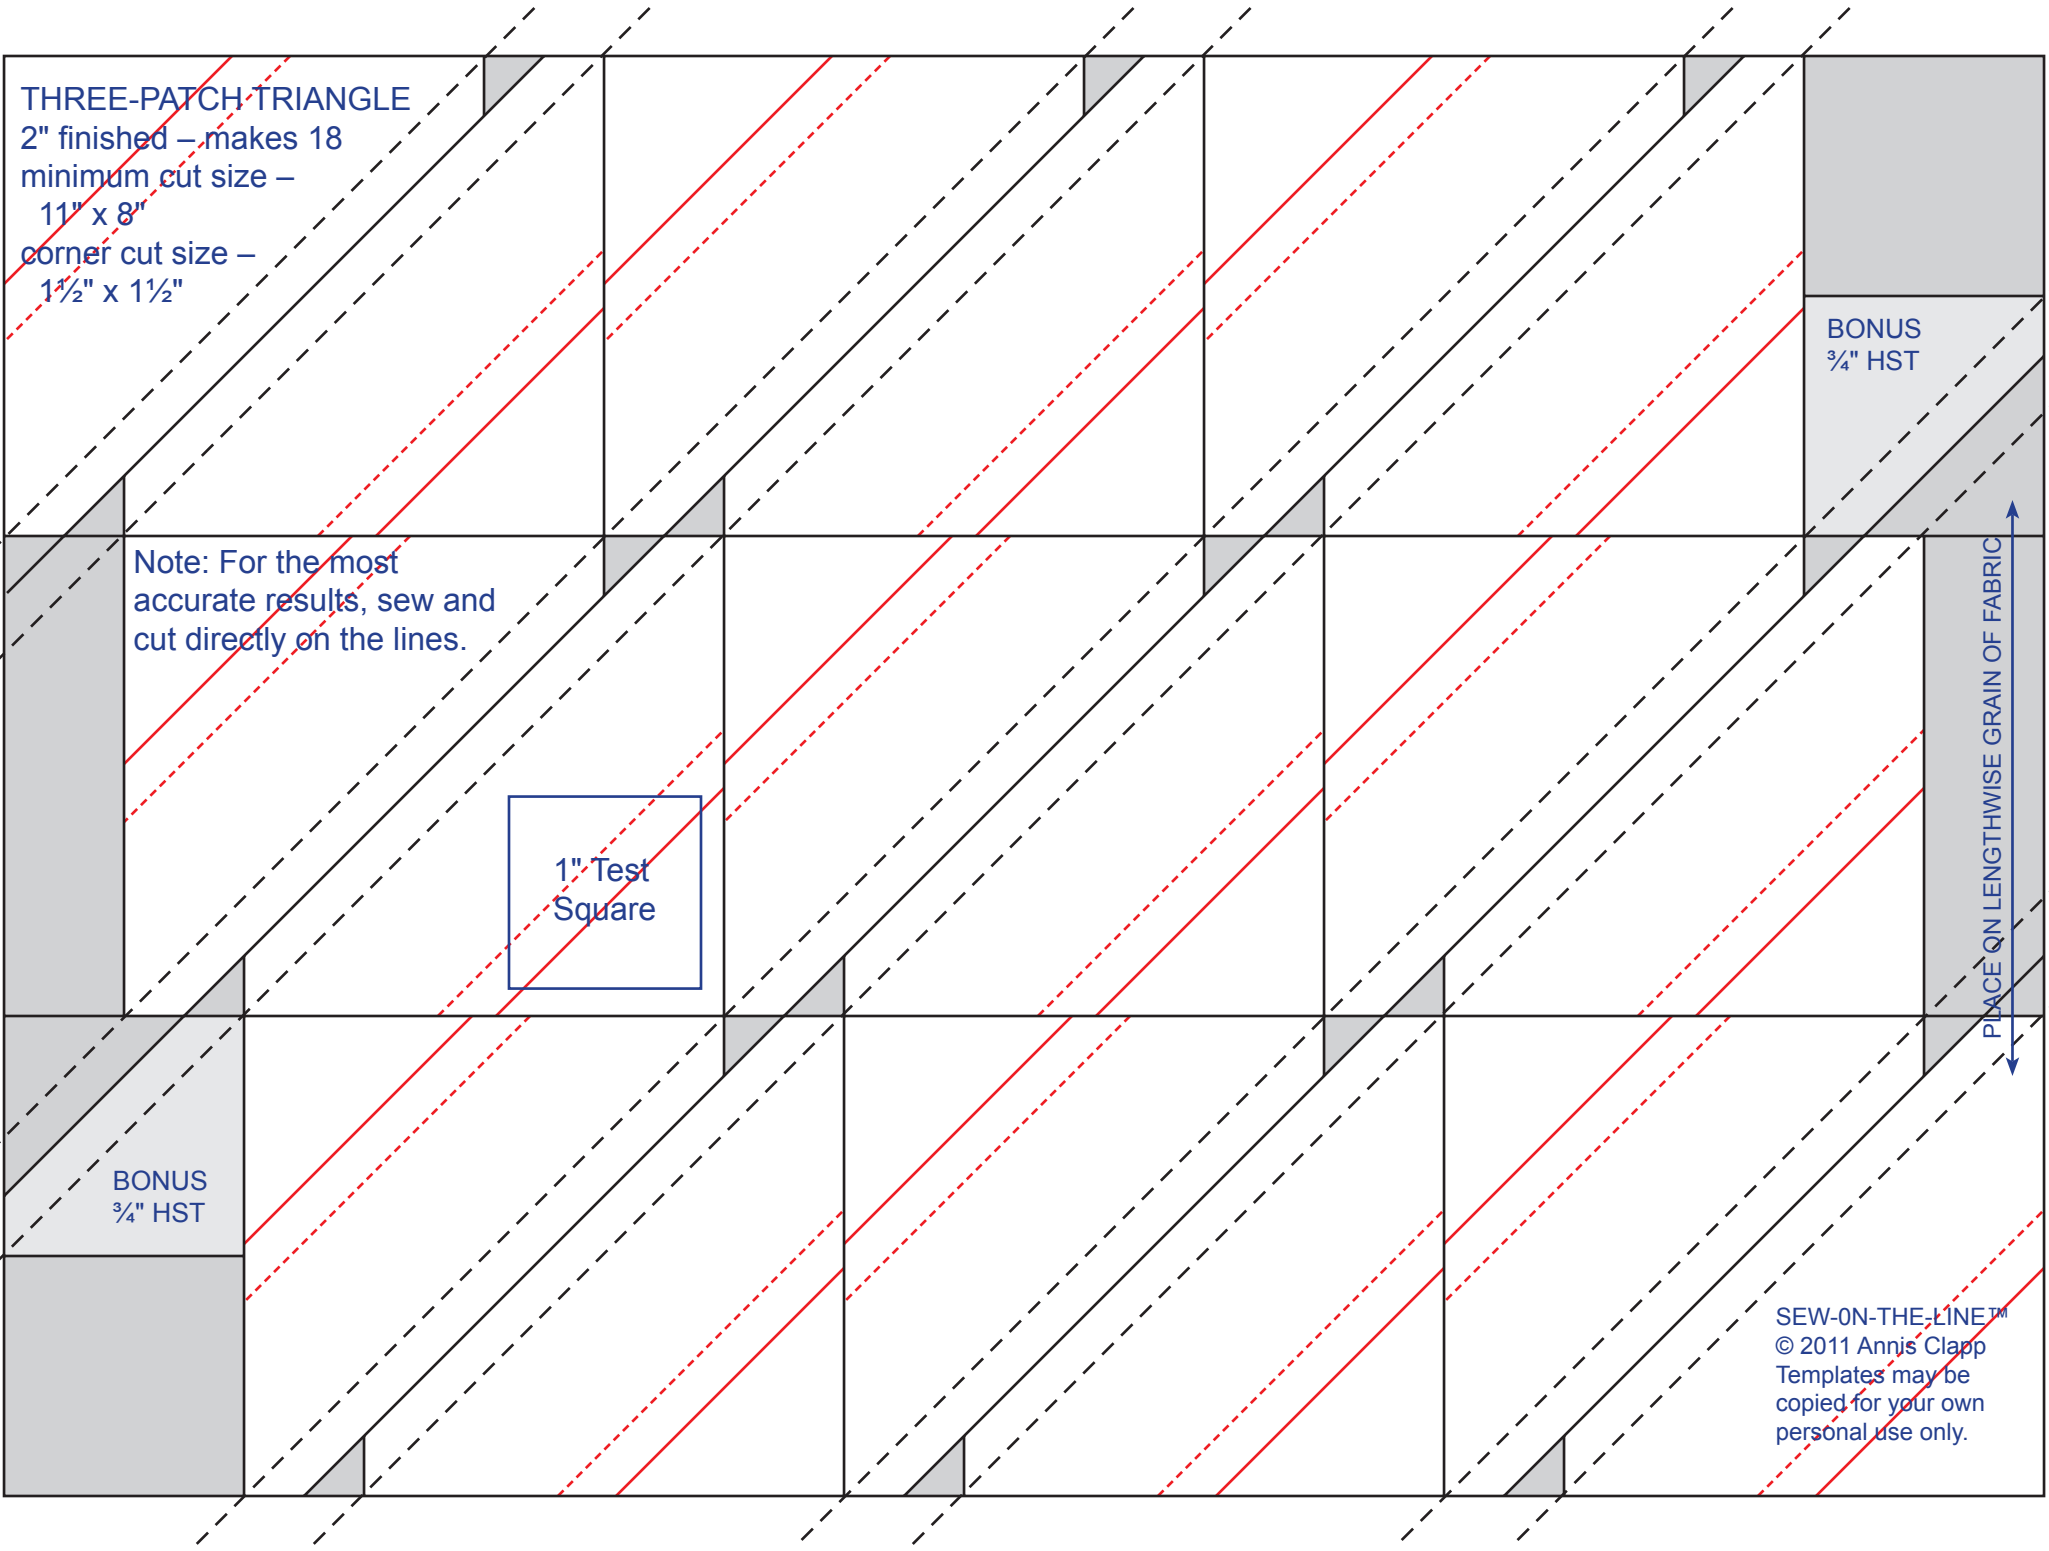 THREE-PATCH TRIANGLE
2" finished – makes 18
minimum cut size –
11" x 8"
corner cut size –
1½" x 1½"
BONUS
¾" HST
Note: For the most
accurate results, sew and
cut directly on the lines.
PLACE ON LENGTHWISE GRAIN OF FABRIC
1" Test
Square
BONUS
¾" HST
SEW-0N-THE-LINE™
© 2011 Annis Clapp
Templates may be
copied for your own
personal use only.